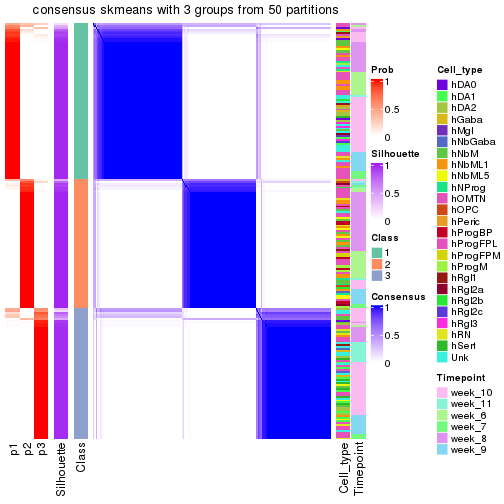 consensus skmeans with 3 groups from 50 partitions
p1
p2
p3
Silhouette
Class
Cell_type
Timepoint
Prob
1
0.5
0
Silhouette
1
0.5
0
Class
1
2
3
Consensus
1
0.5
0
Cell_type
hDA0
hDA1
hDA2
hGaba
hMgl
hNbGaba
hNbM
hNbML1
hNbML5
hNProg
hOMTN
hOPC
hPeric
hProgBP
hProgFPL
hProgFPM
hProgM
hRgl1
hRgl2a
hRgl2b
hRgl2c
hRgl3
hRN
hSert
Unk
Timepoint
week_10
week_11
week_6
week_7
week_8
week_9